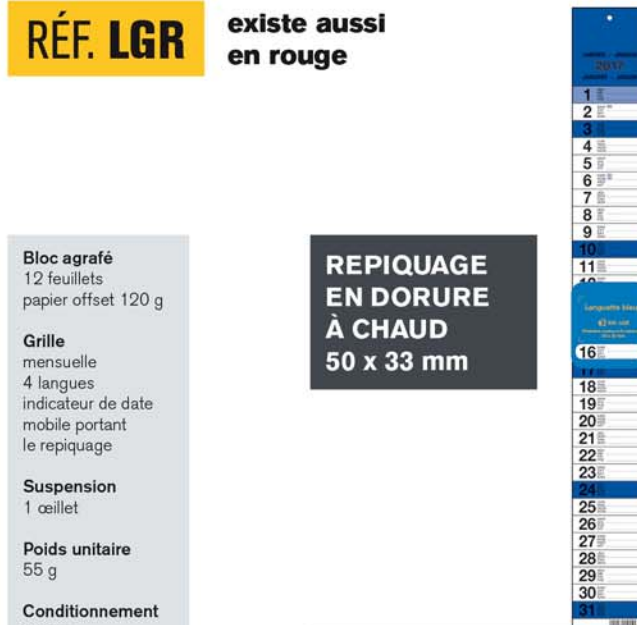 RÉF. LGR
existe aussi
en rouge
Bloc agrafé
12 feuillets
papier offset 120 g
Grille
mensuelle
4 langues
indicateur de date
mobile portant
le repiquage
Suspension
1 œillet
Poids unitaire
55 g
Conditionnement
REPIQUAGE
EN DORURE
À CHAUD
50 x 33 mm
2017
1
2
3
4
5
6
7
8
9
10
11
Languette bleue
16
17
18
19
20
21
22
23
24
25
26
27
28
29
30
31